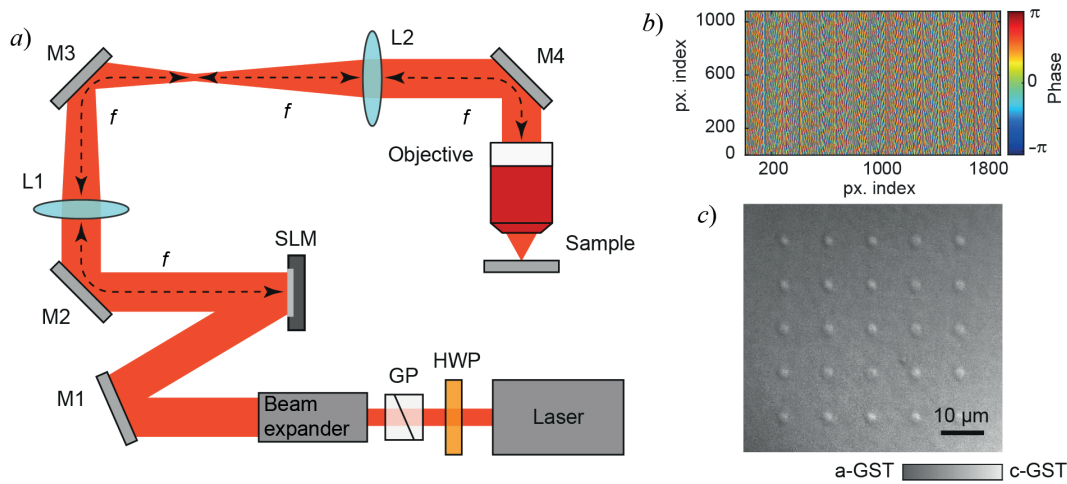 a)
M3
L2
M4
f
f
f
Objective
L1
Sample
SLM
f
M2
HWP
GP
M1
Beam
expander
Laser
b)
1000
600
200
0
px. index
200
1000
1800
px. index
π
0
-π
Phase
c)
10 µm
a-GST
c-GST